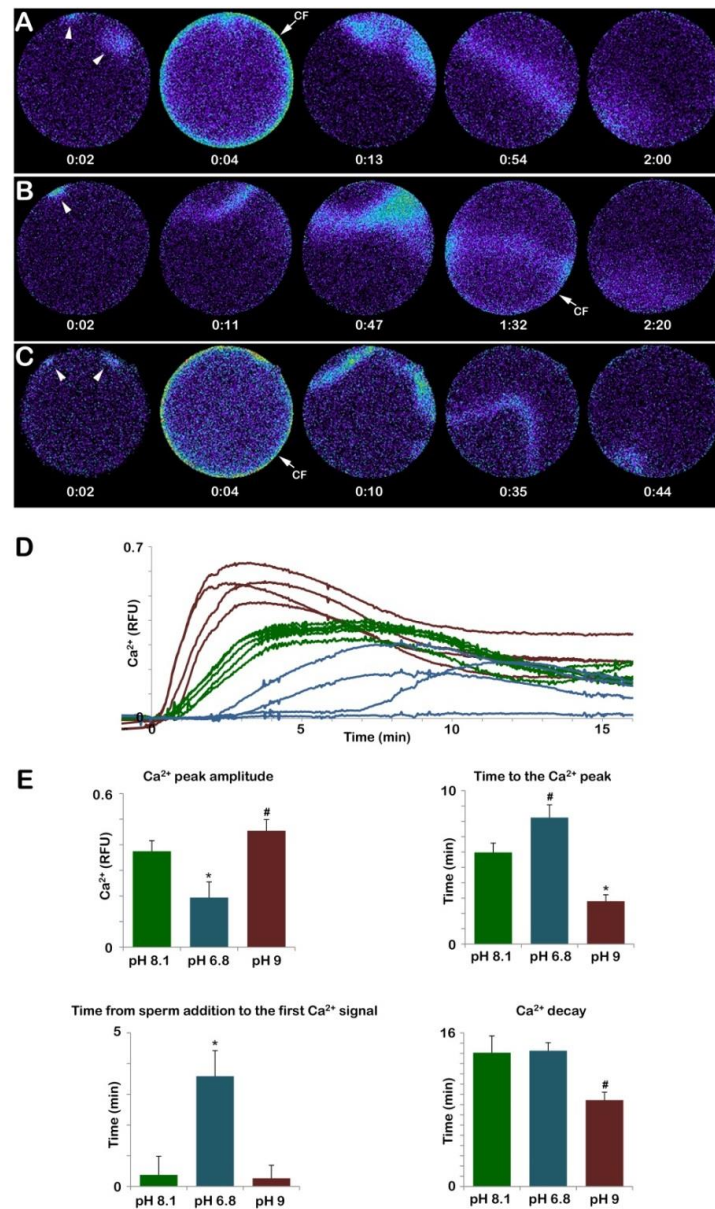 A
CF
0:02 0:04 0:13 0:54 2:00
B
CF
0:02 0:11 0:47 1:32 2:20
C
CF
0:02 0:04 0:10 0:35 0:44
D
0.7
Ca²⁺ (RFU)
0
0 5 10 15
Time (min)
E
Ca²⁺ peak amplitude
0.6
Ca²⁺ (RFU)
0
*
#
pH 8.1 pH 6.8 pH 9
Time to the Ca²⁺ peak
10
Time (min)
0
#
*
pH 8.1 pH 6.8 pH 9
Time from sperm addition to the first Ca²⁺ signal
5
Time (min)
0
*
pH 8.1 pH 6.8 pH 9
Ca²⁺ decay
16
Time (min)
0
#
pH 8.1 pH 6.8 pH 9